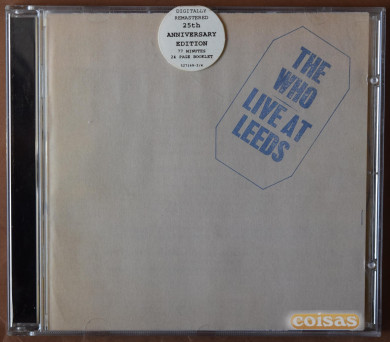 DIGITALLY
REMASTERED
25th
ANNIVERSARY
EDITION
77 MINUTES
24 PAGE BOOKLET
THE
WHO
LIVE AT
LEEDS
coisas